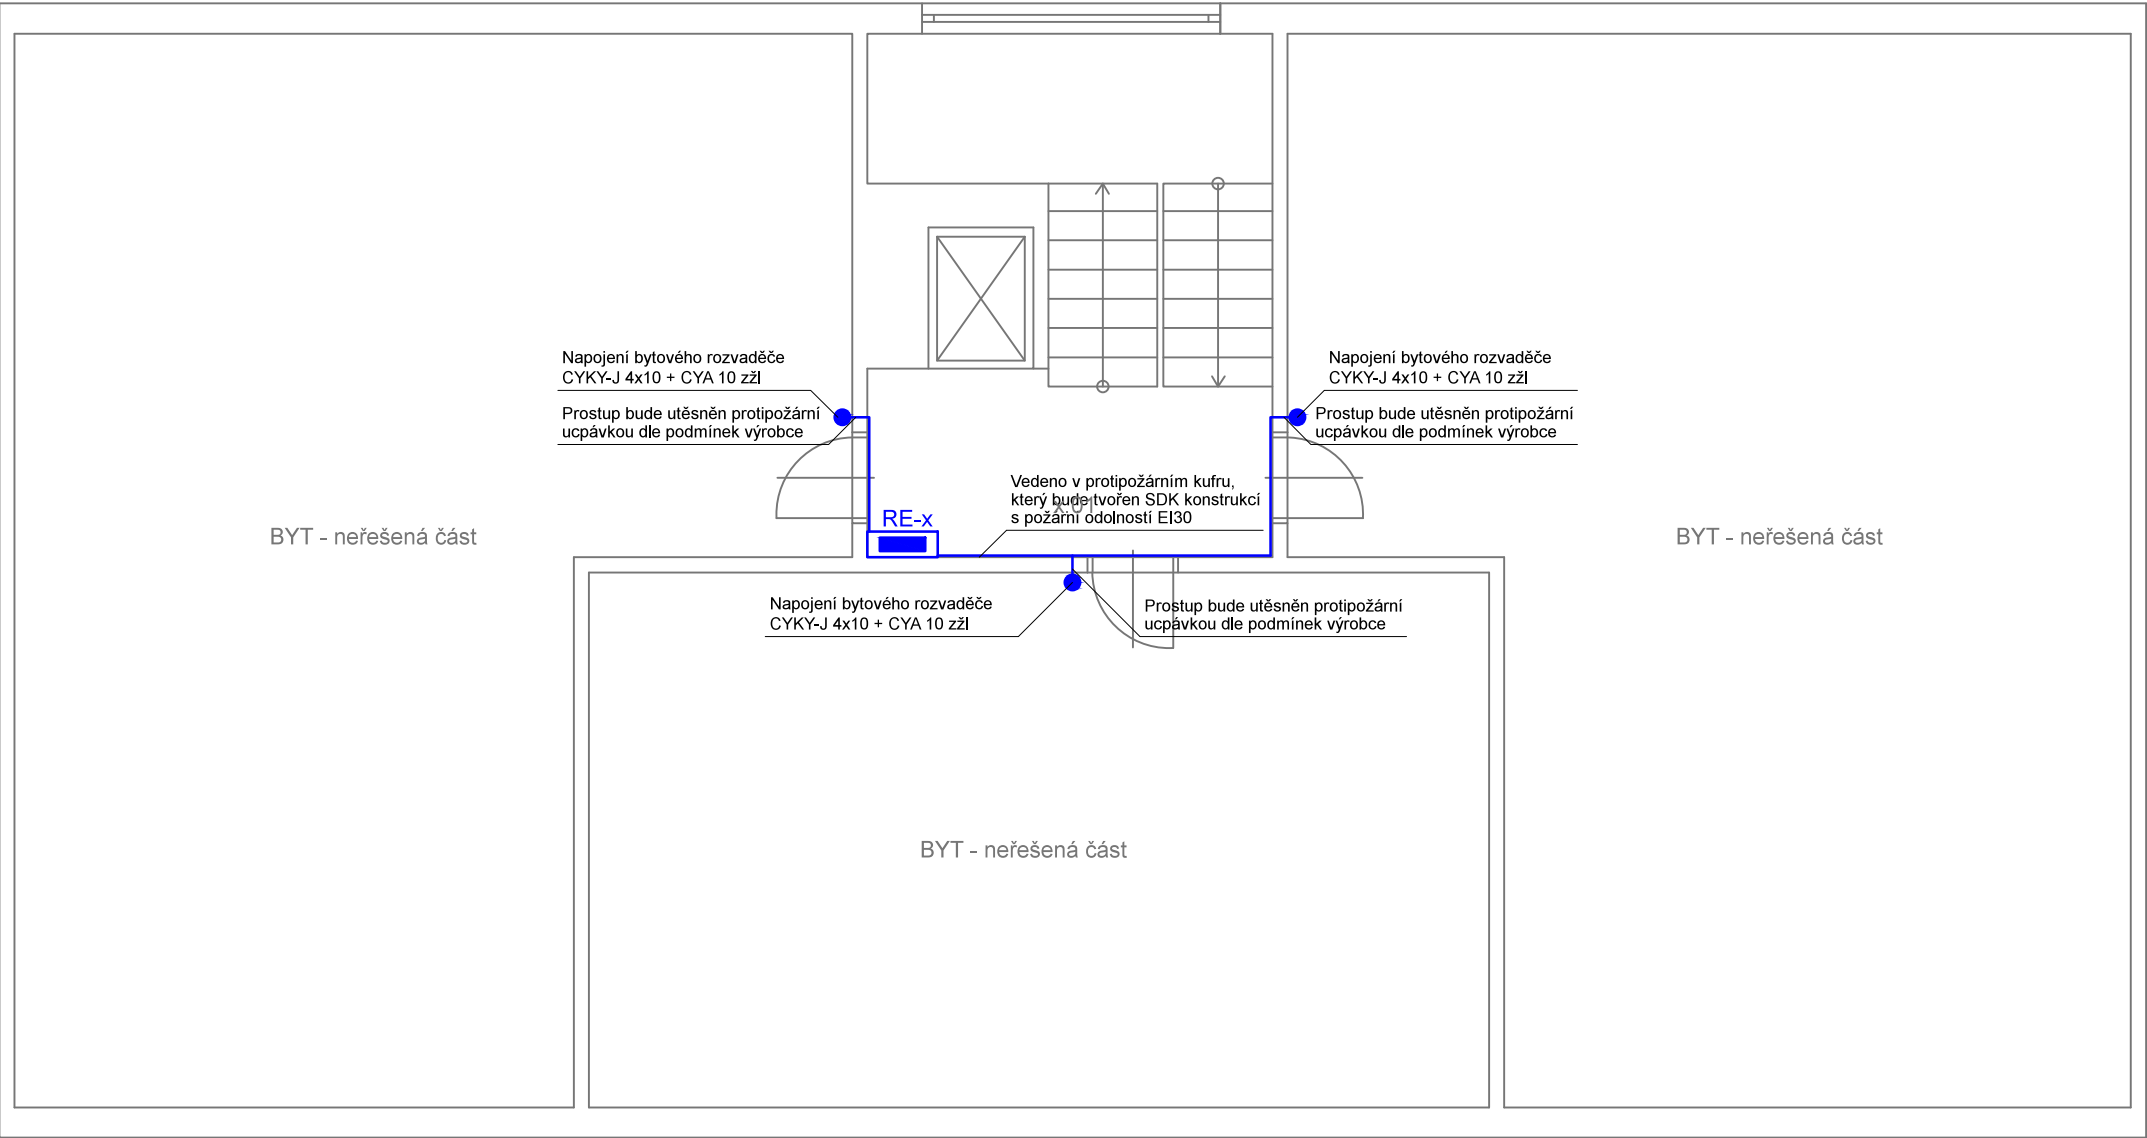 Napojení bytového rozvaděče
CYKY-J 4x10 + CYA 10 zžl
Prostup bude utěsněn protipožární
ucpávkou dle podmínek výrobce
Napojení bytového rozvaděče
CYKY-J 4x10 + CYA 10 zžl
Prostup bude utěsněn protipožární
ucpávkou dle podmínek výrobce
Vedeno v protipožárním kufru,
který bude tvořen SDK konstrukcí
s požární odolností EI30
x.01
RE-x
BYT - neřešená část
BYT - neřešená část
Napojení bytového rozvaděče
CYKY-J 4x10 + CYA 10 zžl
Prostup bude utěsněn protipožární
ucpávkou dle podmínek výrobce
BYT - neřešená část